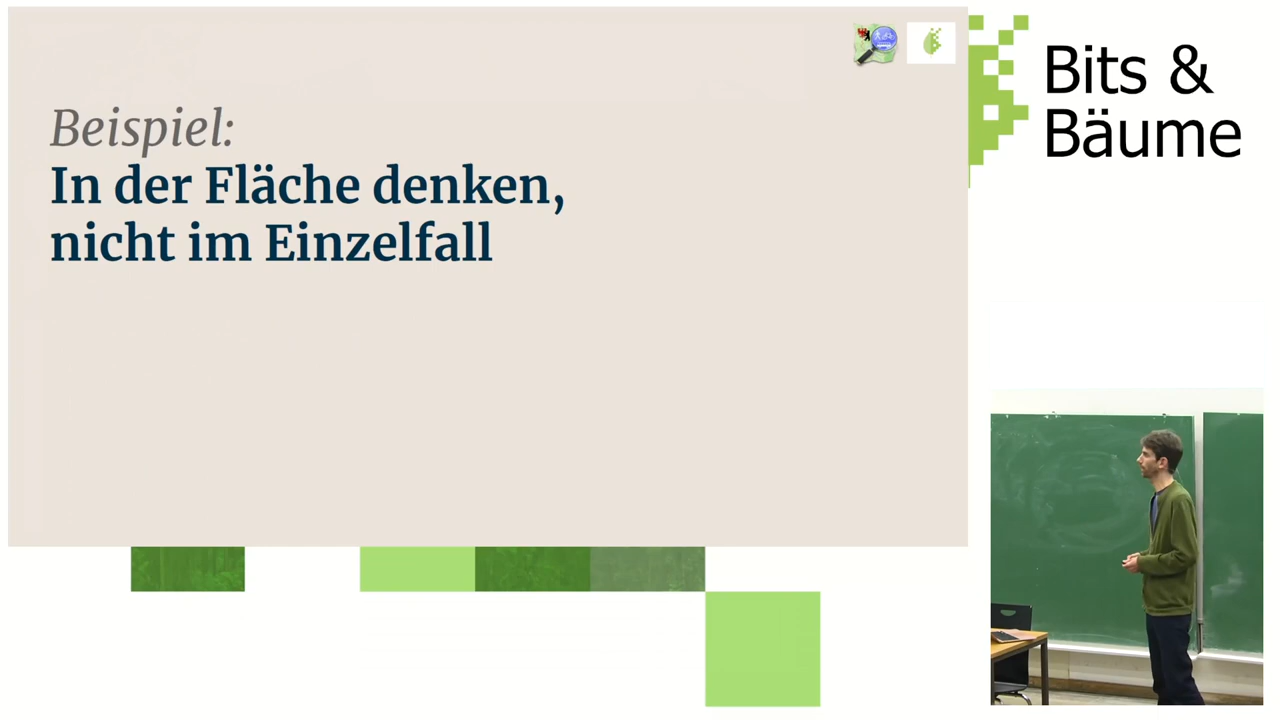 Beispiel:
In der Fläche denken,
nicht im Einzelfall
Bits &
Bäume